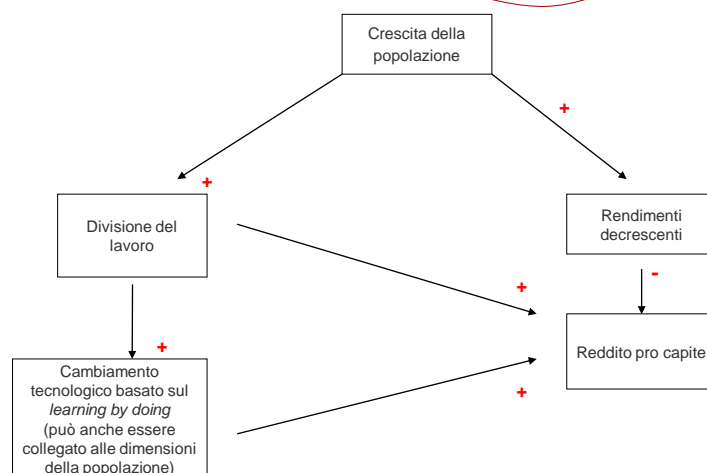 Crescita della
popolazione
+
+
Divisione del
lavoro
Rendimenti
decrescenti
-
+
Reddito pro capite
+
Cambiamento
tecnologico basato sul
learning by doing
(può anche essere
collegato alle dimensioni
della popolazione)
+